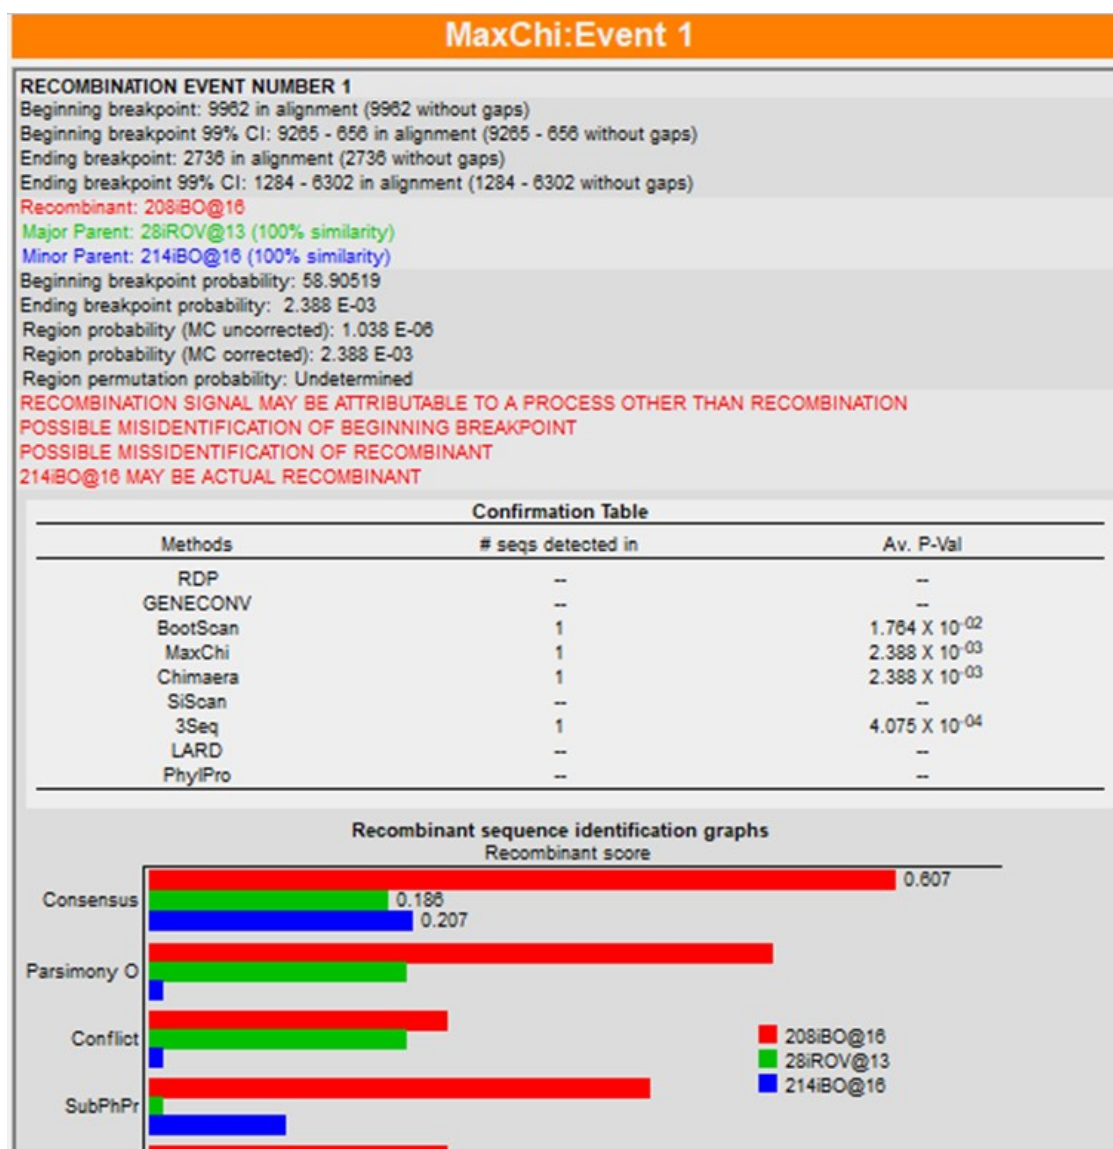 MaxChi:Event 1
RECOMBINATION EVENT NUMBER 1
Beginning breakpoint: 9962 in alignment (9962 without gaps)
Beginning breakpoint 99% CI: 9265 - 656 in alignment (9265 - 656 without gaps)
Ending breakpoint: 2736 in alignment (2736 without gaps)
Ending breakpoint 99% CI: 1284 - 6302 in alignment (1284 - 6302 without gaps)
Recombinant: 208iBO@16
Major Parent: 28iROV@13 (100% similarity)
Minor Parent: 214iBO@16 (100% similarity)
Beginning breakpoint probability: 58.90519
Ending breakpoint probability: 2.388 E-03
Region probability (MC uncorrected): 1.038 E-06
Region probability (MC corrected): 2.388 E-03
Region permutation probability: Undetermined
RECOMBINATION SIGNAL MAY BE ATTRIBUTABLE TO A PROCESS OTHER THAN RECOMBINATION
POSSIBLE MISIDENTIFICATION OF BEGINNING BREAKPOINT
POSSIBLE MISSIDENTIFICATION OF RECOMBINANT
214iBO@16 MAY BE ACTUAL RECOMBINANT
Confirmation Table
Methods # seqs detected in Av. P-Val
RDP -- --
GENECONV -- --
BootScan 1 1.764 X 10-02
MaxChi 1 2.388 X 10-03
Chimaera 1 2.388 X 10-03
SiScan -- --
3Seq 1 4.075 X 10-04
LARD -- --
PhylPro -- --
Recombinant sequence identification graphs
Recombinant score
Consensus 0.607
0.186
0.207
Parsimony O
Conflict
208iBO@16
28iROV@13
214iBO@16
SubPhPr